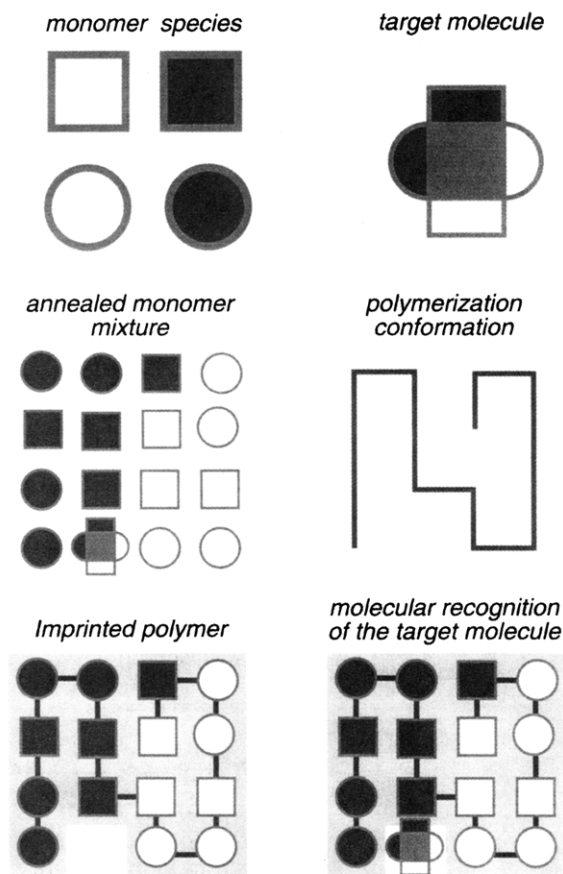 monomer species
target molecule
annealed monomer
mixture
polymerization
conformation
Imprinted polymer
molecular recognition
of the target molecule